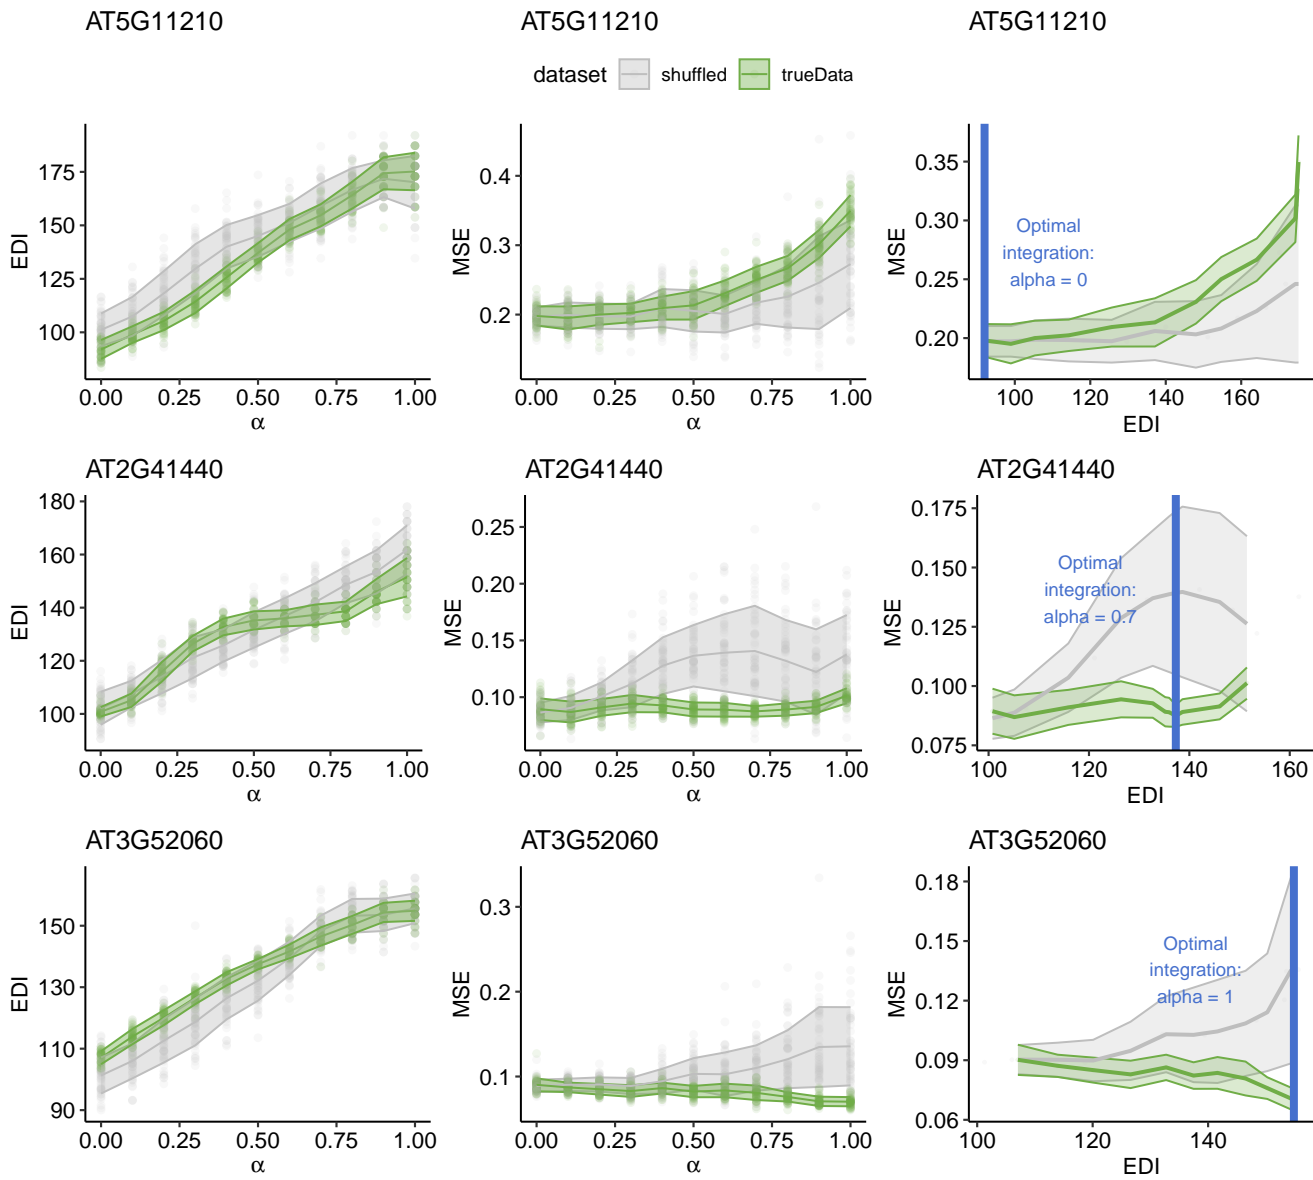 AT5G11210
AT5G11210
AT5G11210
dataset shuffled trueData
EDI
175
150
125
100
0.00 0.25 0.50 0.75 1.00
α
MSE
0.4
0.3
0.2
0.00 0.25 0.50 0.75 1.00
α
MSE
0.35
0.30
0.25
0.20
Optimal
integration:
alpha = 0
100 120 140 160
EDI
AT2G41440
AT2G41440
AT2G41440
EDI
180
160
140
120
100
0.00 0.25 0.50 0.75 1.00
α
MSE
0.25
0.20
0.15
0.10
0.00 0.25 0.50 0.75 1.00
α
MSE
0.175
0.150
0.125
0.100
0.075
Optimal
integration:
alpha = 0.7
100 120 140 160
EDI
AT3G52060
AT3G52060
AT3G52060
EDI
150
130
110
90
0.00 0.25 0.50 0.75 1.00
α
MSE
0.3
0.2
0.1
0.00 0.25 0.50 0.75 1.00
α
MSE
0.18
0.15
0.12
0.09
0.06
Optimal
integration:
alpha = 1
100 120 140
EDI